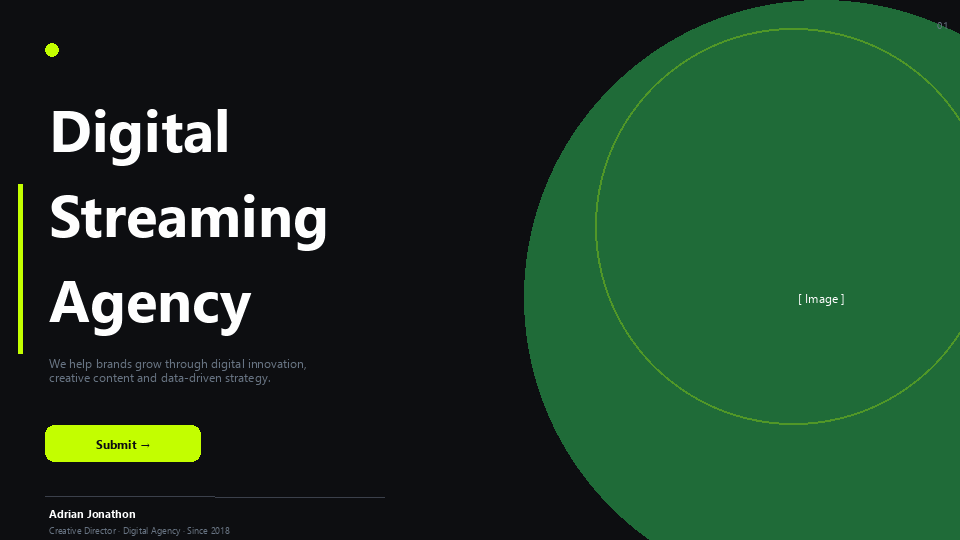 01
Digital
Streaming
Agency
[ Image ]
We help brands grow through digital innovation,
creative content and data-driven strategy.
Submit →
Adrian Jonathon
Creative Director · Digital Agency · Since 2018